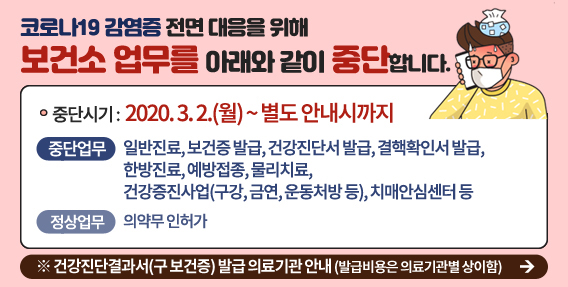 코로나19 감염증 전면 대응을 위해
보건소 업무를 아래와 같이 중단합니다.
중단시기 : 2020. 3. 2.(월) ~ 별도 안내시까지
중단업무 일반진료, 보건증 발급, 건강진단서 발급, 결핵확인서 발급,
한방진료, 예방접종, 물리치료,
건강증진사업(구강, 금연, 운동처방 등), 치매안심센터 등
정상업무 의약무 인허가
※ 건강진단결과서(구 보건증) 발급 의료기관 안내 (발급비용은 의료기관별 상이함) →